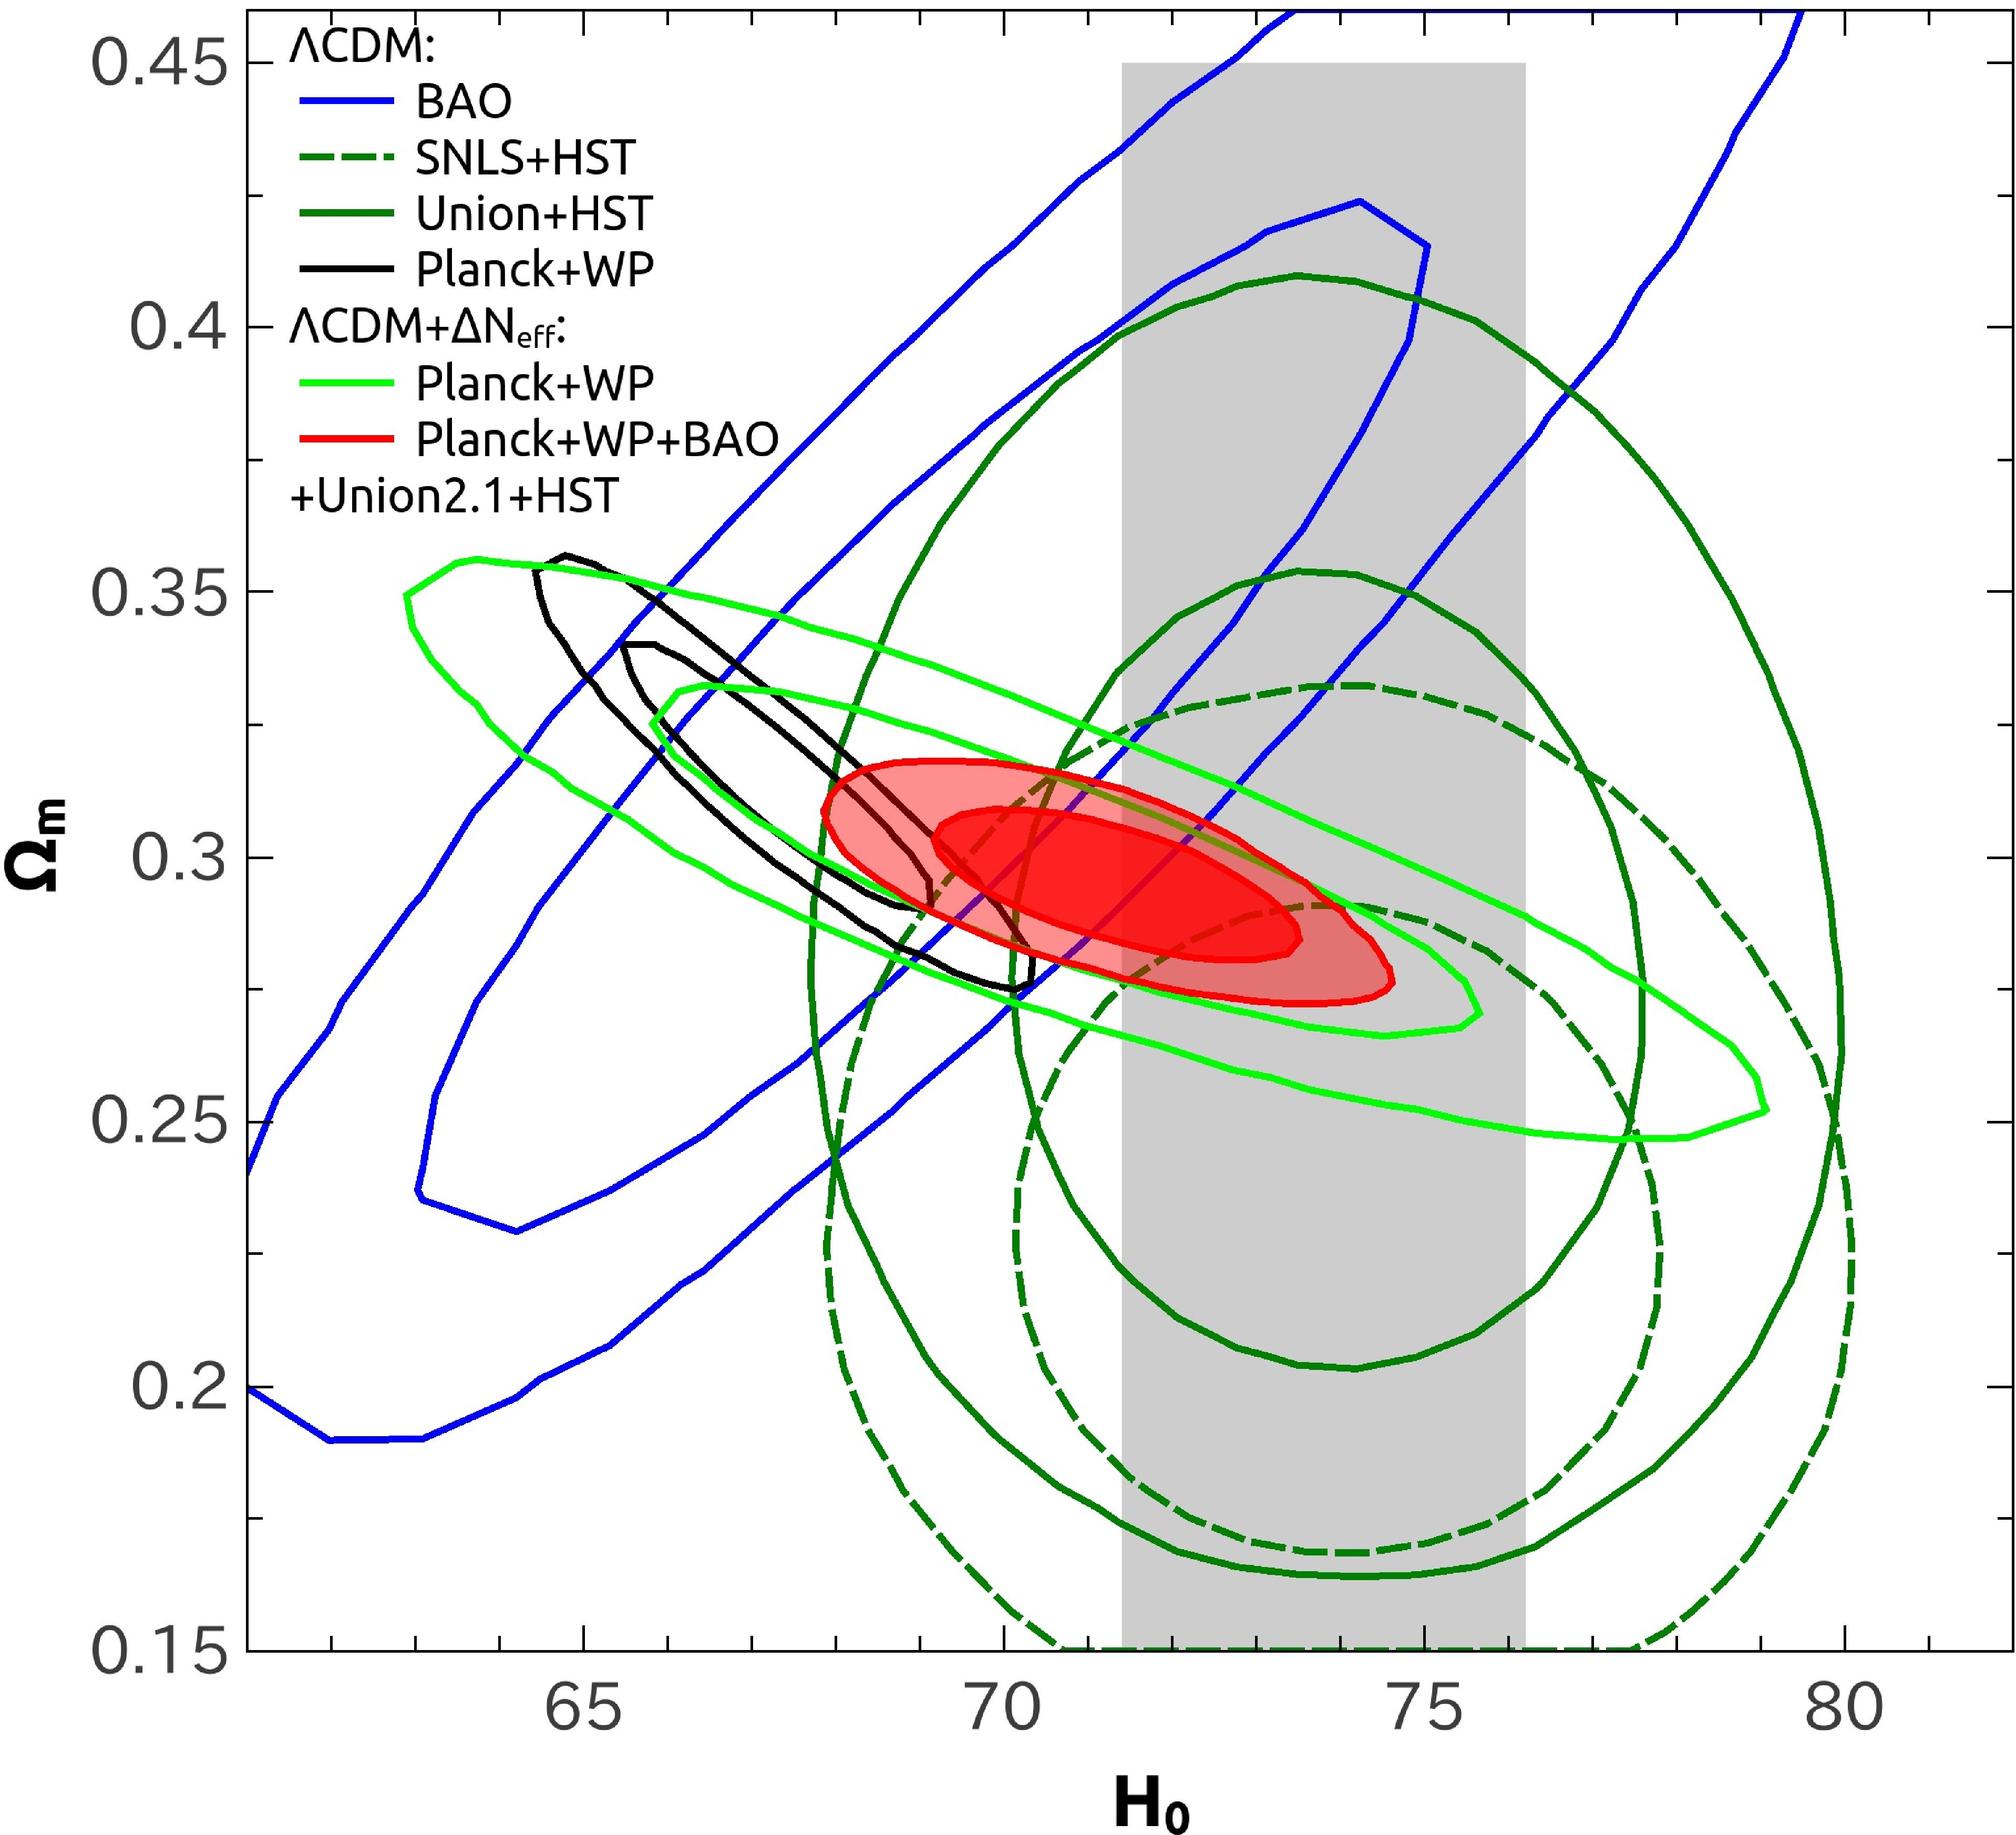 ΛCDM:
BAO
SNLS+HST
Union+HST
Planck+WP
ΛCDM+ΔNeff:
Planck+WP
Planck+WP+BAO
+Union2.1+HST
0.45
0.4
0.35
0.3
0.25
0.2
0.15
Ωm
65 70 75 80
H0